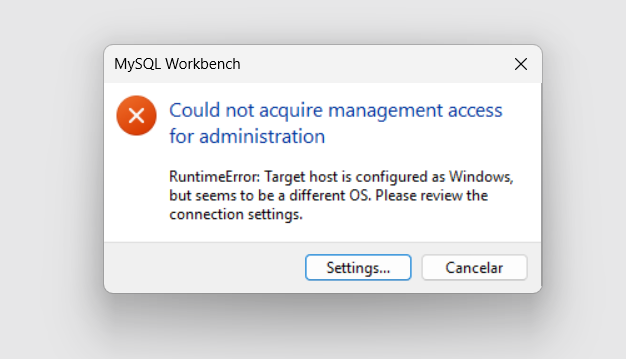 MySQL Workbench
Could not acquire management access
for administration
RuntimeError: Target host is configured as Windows,
but seems to be a different OS. Please review the
connection settings.
Settings...
Cancelar